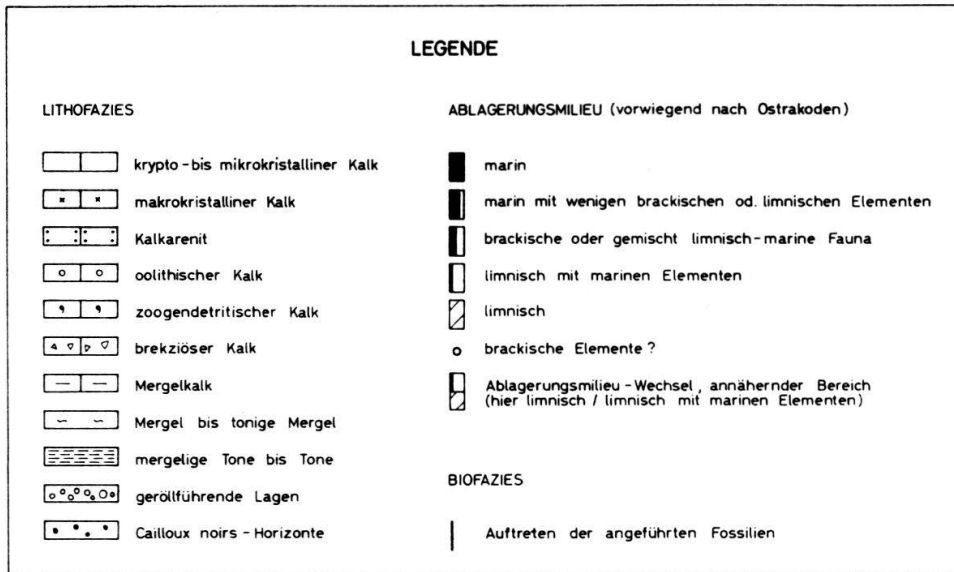 LEGENDE
LITHOFAZIES
krypto-bis mikrokristalliner Kalk
makrokristalliner Kalk
Kalkarenit
oolithischer Kalk
zoogendetritischer Kalk
brekziöser Kalk
Mergelkalk
Mergel bis tonige Mergel
mergelige Tone bis Tone
geröllführende Lagen
Cailloux noirs - Horizonte
ABLAGERUNGSMILIEU (vorwiegend nach Ostrakoden)
marin
marin mit wenigen brackischen od. limnischen Elementen
brackische oder gemischt limnisch-marine Fauna
limnisch mit marinen Elementen
limnisch
brackische Elemente ?
Ablagerungsmilieu - Wechsel, annähernder Bereich
(hier limnisch / limnisch mit marinen Elementen)
BIOFAZIES
Auftreten der angeführten Fossilien